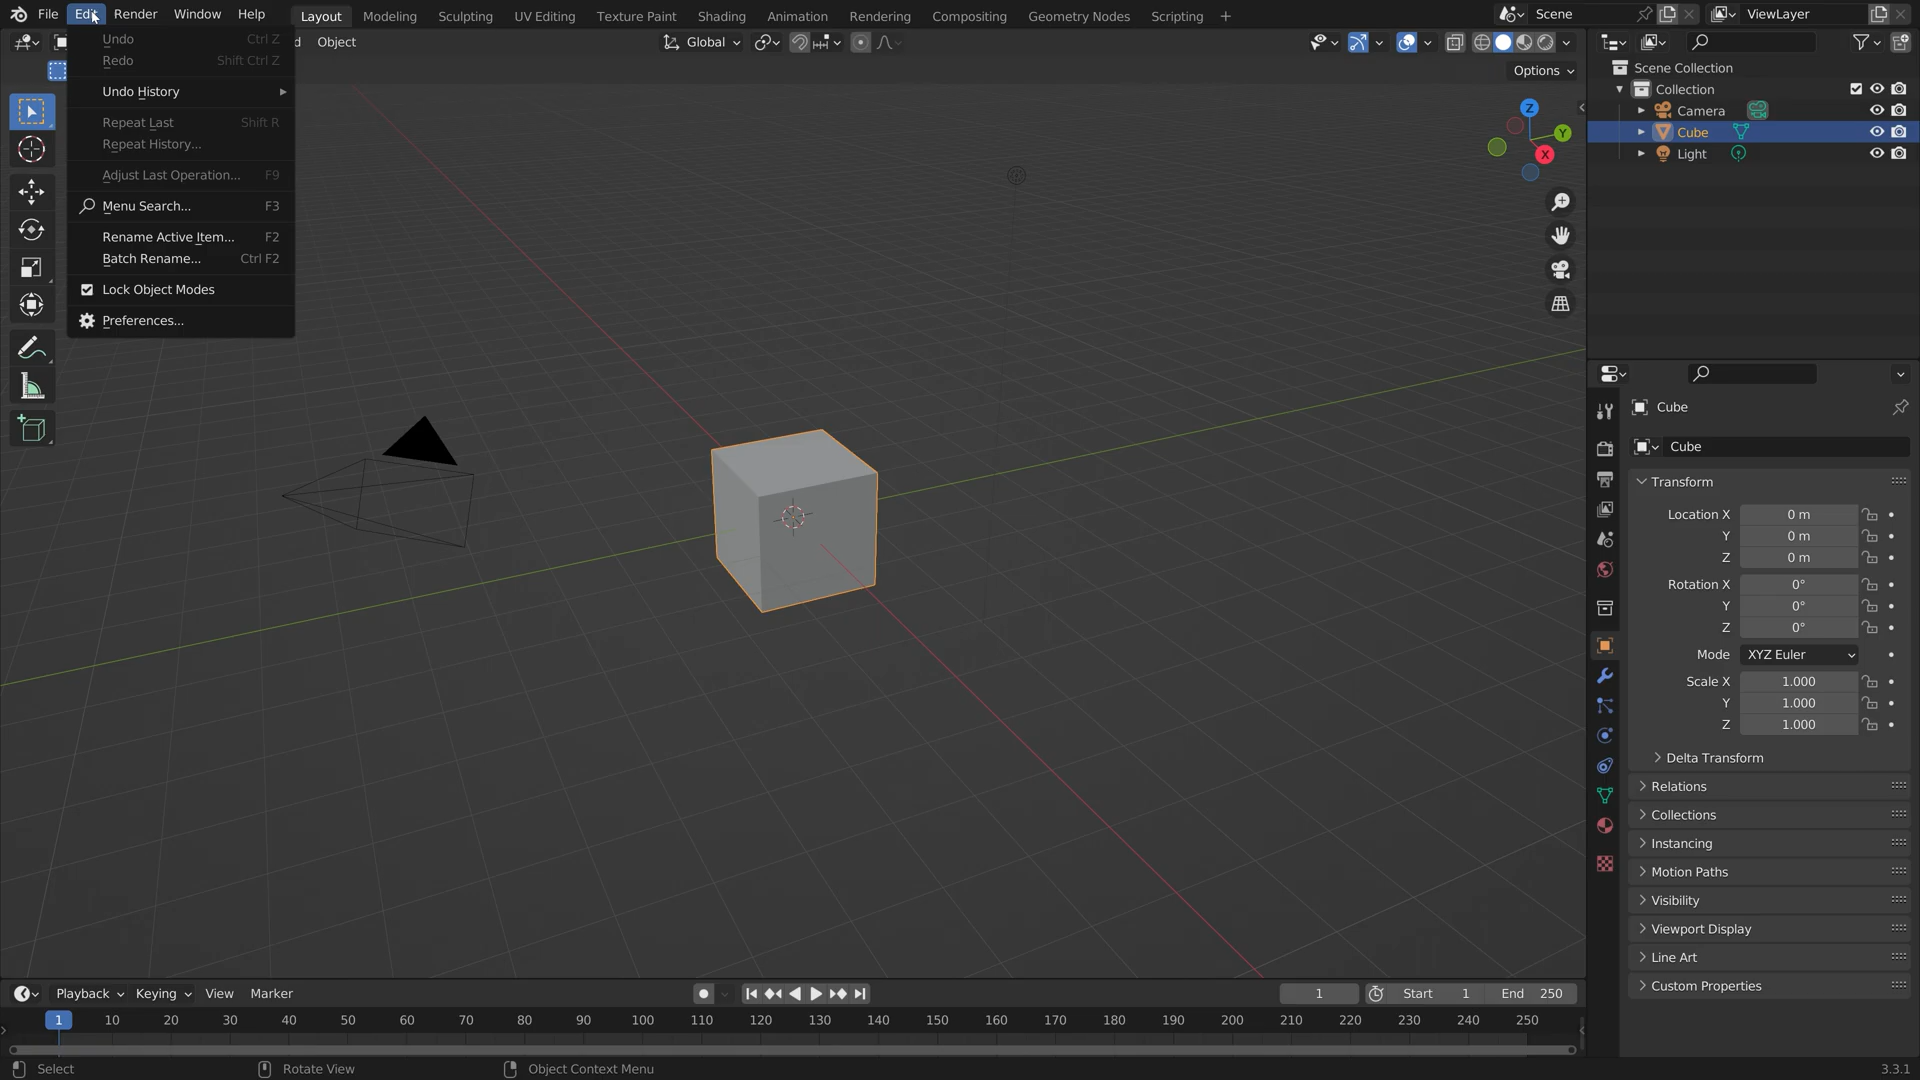 File Edit Render Window Help Layout Modeling Sculpting UV Editing Texture Paint Shading Animation Rendering Compositing Geometry Nodes Scripting + Scene ViewLayer
d Object Global
Options
Undo Ctrl Z
Redo Shift Ctrl Z
Undo History
Repeat Last Shift R
Repeat History...
Adjust Last Operation... F9
Menu Search... F3
Rename Active Item... F2
Batch Rename... Ctrl F2
Lock Object Modes
Preferences...
Z
Y
X
Scene Collection
Collection
Camera
Cube
Light
Cube
Cube
Transform
Location X 0 m
Y 0 m
Z 0 m
Rotation X 0°
Y 0°
Z 0°
Mode XYZ Euler
Scale X 1.000
Y 1.000
Z 1.000
Delta Transform
Relations
Collections
Instancing
Motion Paths
Visibility
Viewport Display
Line Art
Custom Properties
Playback Keying View Marker 1 Start 1 End 250
1 10 20 30 40 50 60 70 80 90 100 110 120 130 140 150 160 170 180 190 200 210 220 230 240 250
Select Rotate View Object Context Menu 3.3.1